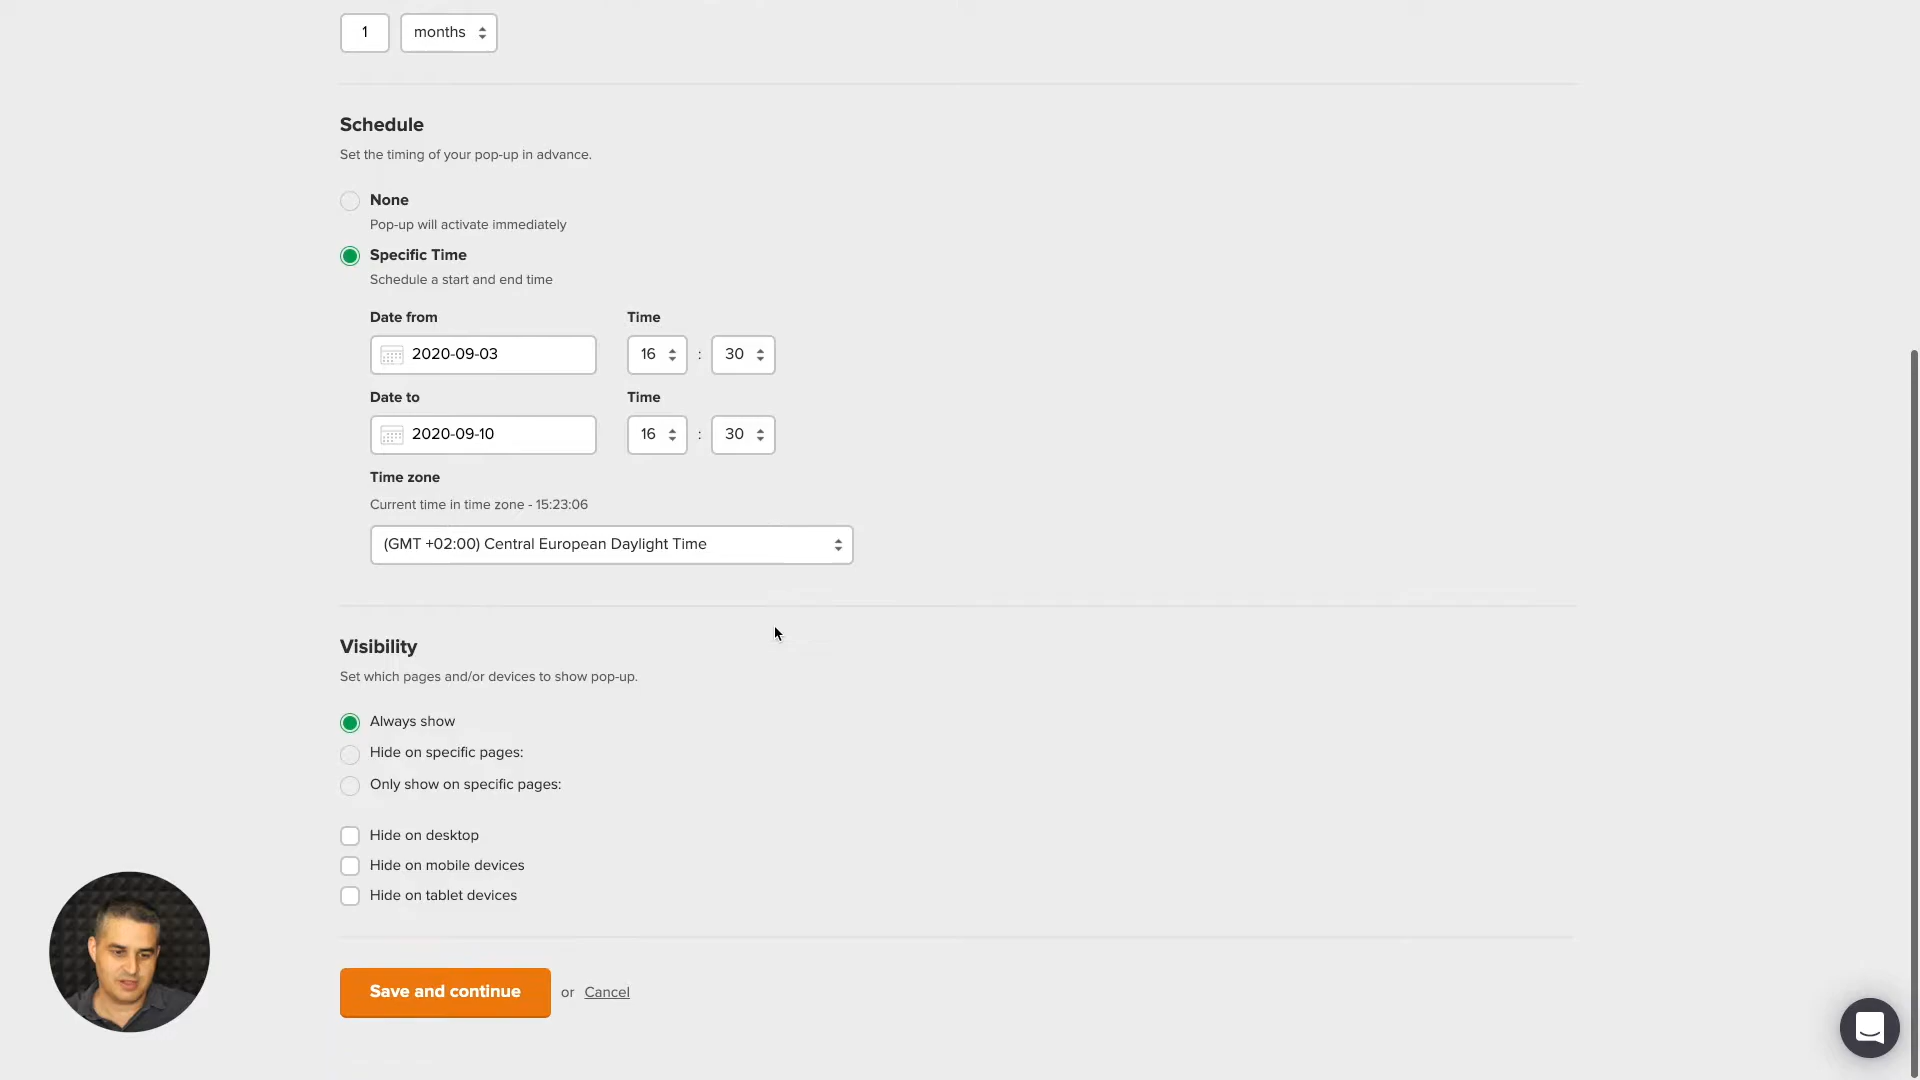 1 months
Schedule
Set the timing of your pop-up in advance.
None
Pop-up will activate immediately
Specific Time
Schedule a start and end time
Date from Time
2020-09-03 16 : 30
Date to Time
2020-09-10 16 : 30
Time zone
Current time in time zone - 15:23:06
(GMT +02:00) Central European Daylight Time
Visibility
Set which pages and/or devices to show pop-up.
Always show
Hide on specific pages:
Only show on specific pages:
Hide on desktop
Hide on mobile devices
Hide on tablet devices
Save and continue or Cancel